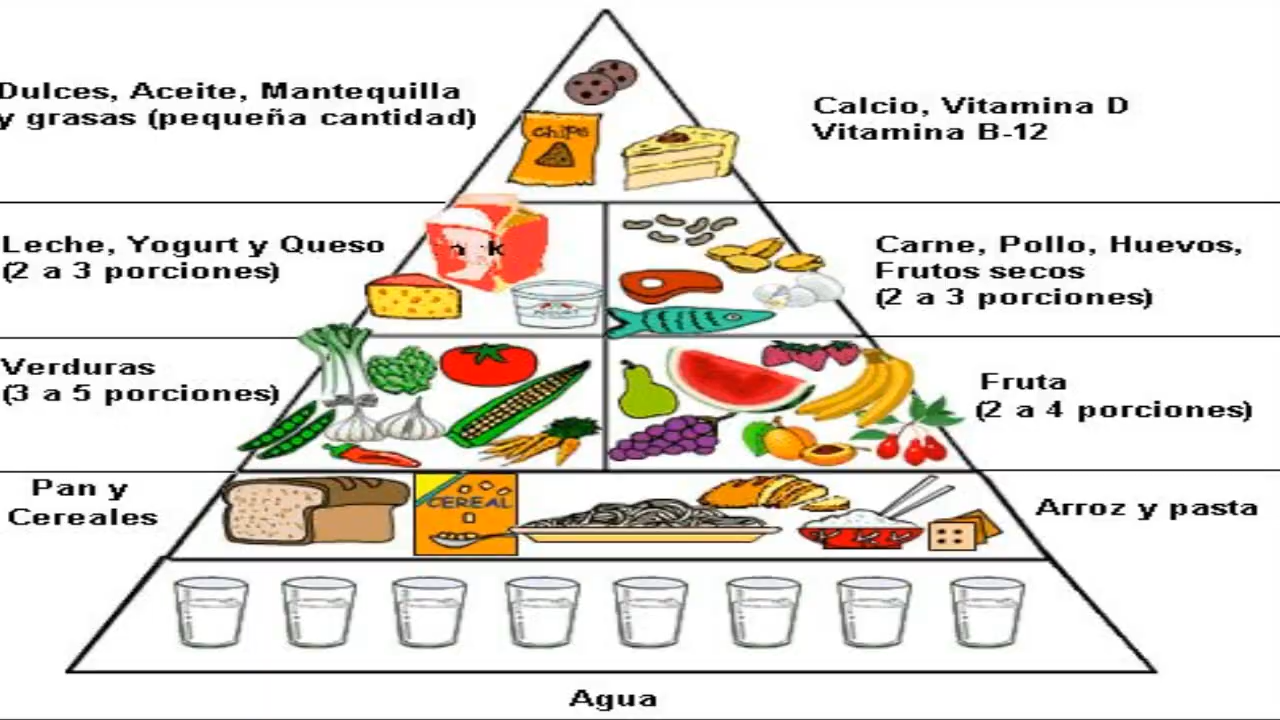 Dulces, Aceite, Mantequilla
y grasas (pequeña cantidad)
Calcio, Vitamina D
Vitamina B-12
chips
Leche, Yogurt y Queso
(2 a 3 porciones)
Carne, Pollo, Huevos,
Frutos secos
(2 a 3 porciones)
Verduras
(3 a 5 porciones)
Fruta
(2 a 4 porciones)
Pan y
Cereales
CEREAL
Arroz y pasta
Agua